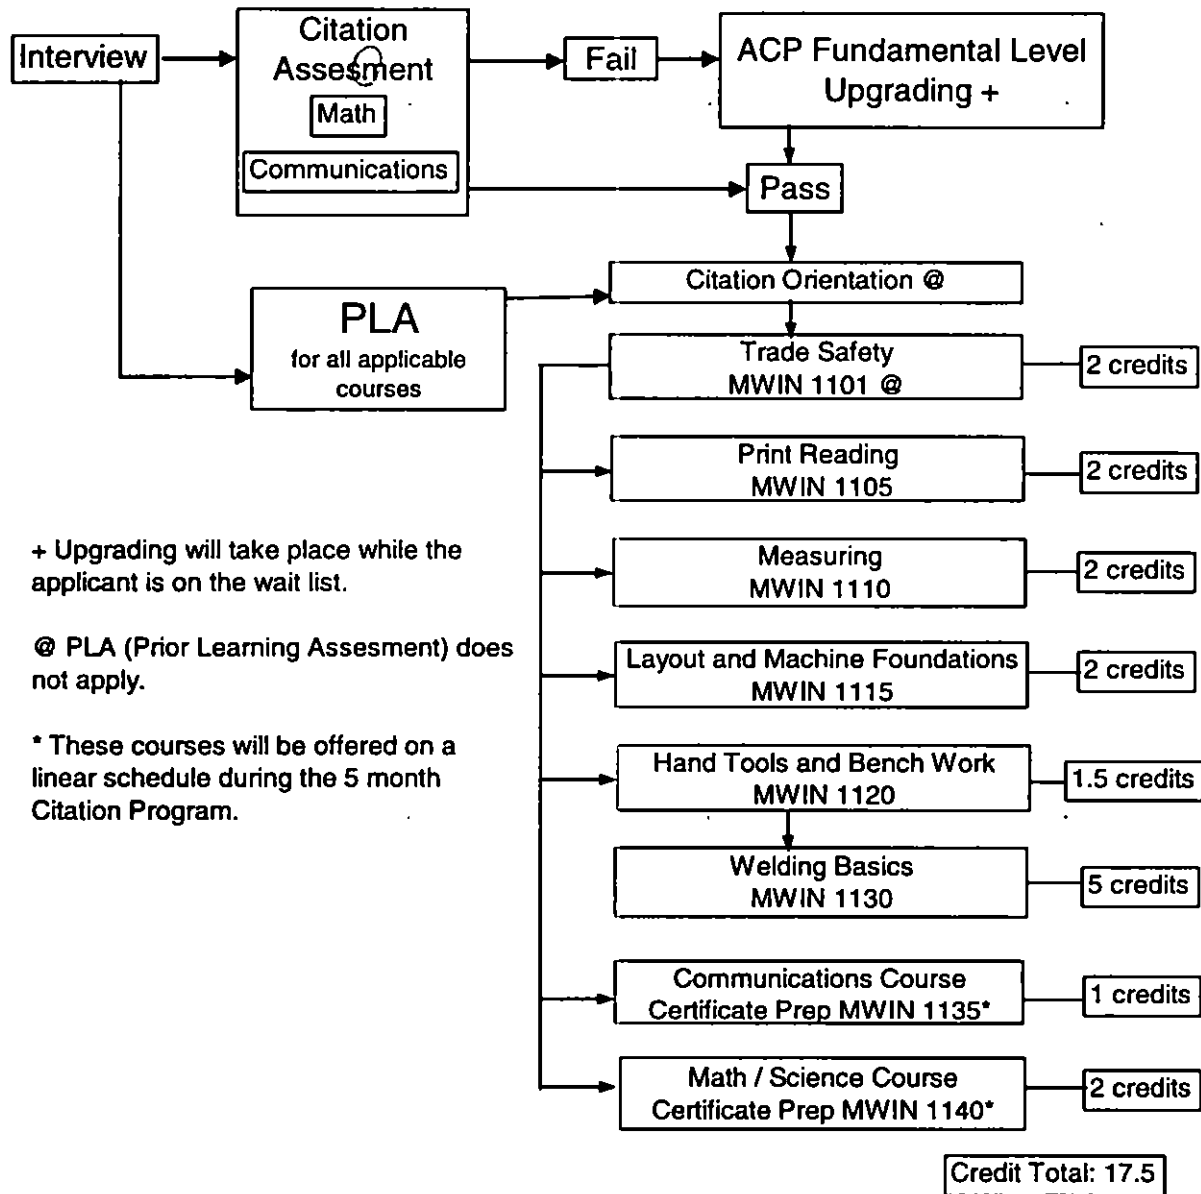 Interview
Citation
Assesment
Math
Communications
Fail
ACP Fundamental Level
Upgrading +
Pass
Citation Orientation @
PLA
for all applicable
courses
Trade Safety
MWIN 1101 @
2 credits
Print Reading
MWIN 1105
2 credits
+ Upgrading will take place while the
applicant is on the wait list.
@ PLA (Prior Learning Assesment) does
not apply.
* These courses will be offered on a
linear schedule during the 5 month
Citation Program.
Measuring
MWIN 1110
2 credits
Layout and Machine Foundations
MWIN 1115
2 credits
Hand Tools and Bench Work
MWIN 1120
1.5 credits
Welding Basics
MWIN 1130
5 credits
Communications Course
Certificate Prep MWIN 1135*
1 credits
Math / Science Course
Certificate Prep MWIN 1140*
2 credits
Credit Total: 17.5